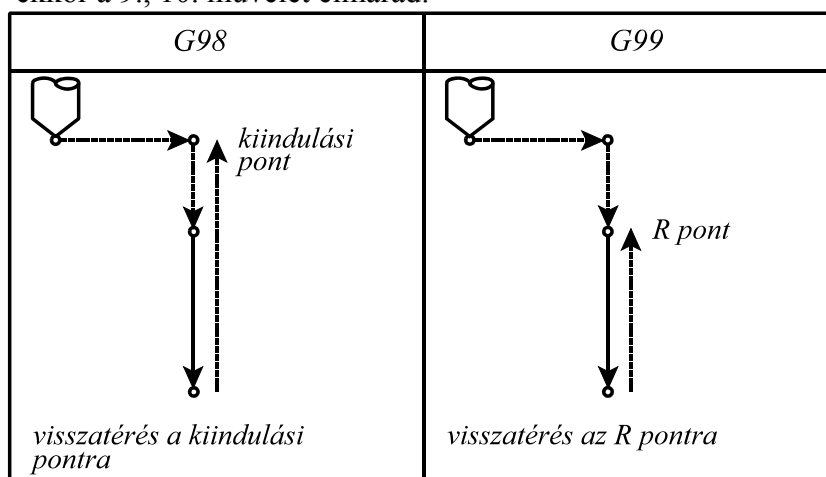 G98
G99
kiindulási
pont
R pont
visszatérés a kiindulási
pontra
visszatérés az R pontra